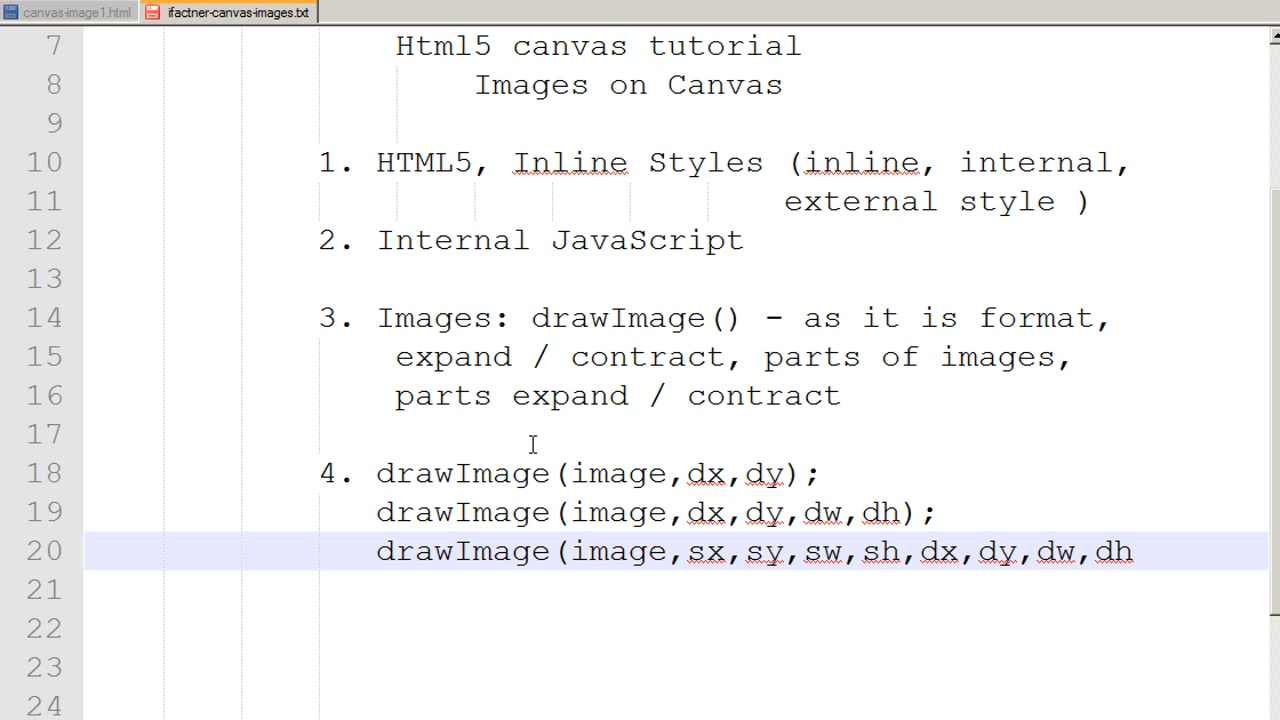 canvas-image1.html ifactner-canvas-images.txt
7 Html5 canvas tutorial
8 Images on Canvas
9
10 1. HTML5, Inline Styles (inline, internal,
11 external style )
12 2. Internal JavaScript
13
14 3. Images: drawImage() - as it is format,
15 expand / contract, parts of images,
16 parts expand / contract
17
18 4. drawImage(image,dx,dy);
19 drawImage(image,dx,dy,dw,dh);
20 drawImage(image,sx,sy,sw,sh,dx,dy,dw,dh
21
22
23
24